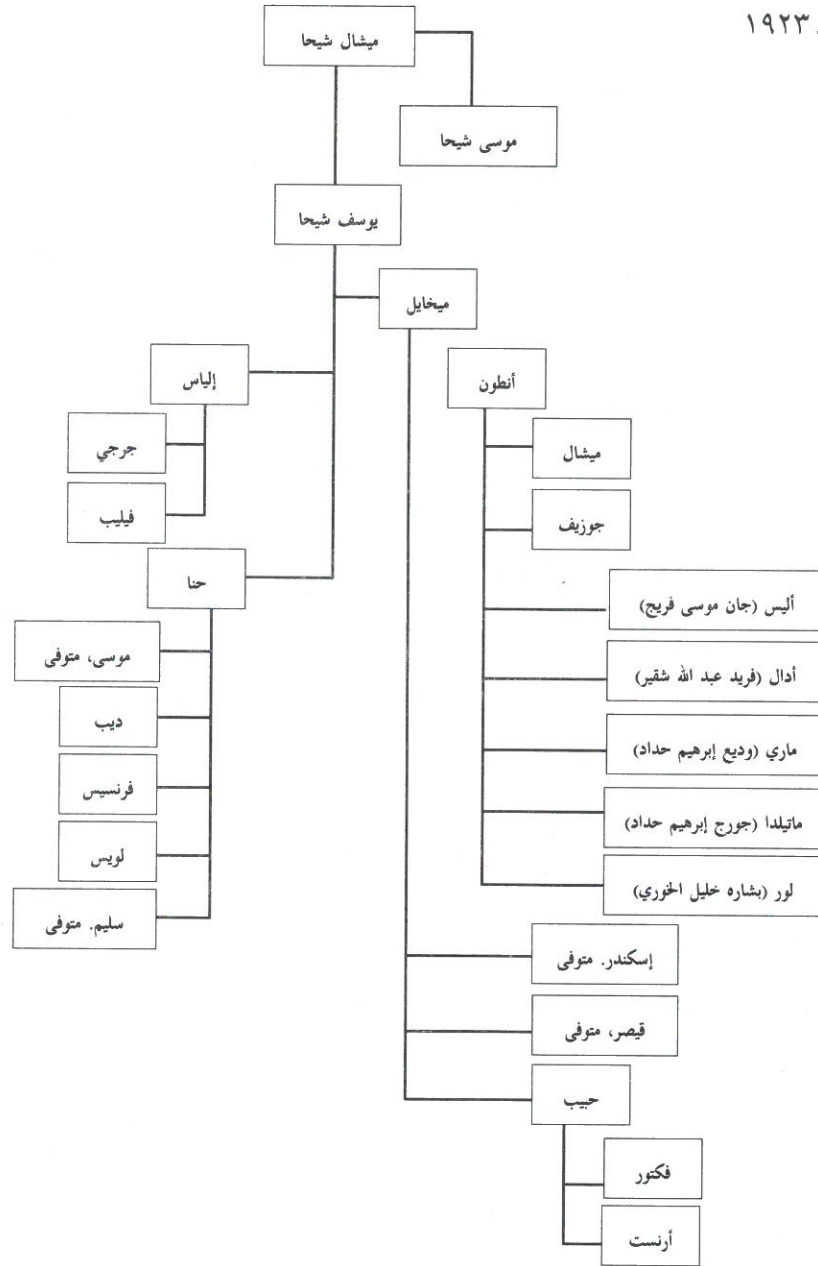 ١٩٢٣.
ميشال شيحا
موسى شيحا
يوسف شيحا
ميخايل
أنطون
ميشال
جوزيف
أليس (جان موسى فريج)
أدال (فريد عبد الله شقير)
ماري (وديع إبرهيم حداد)
ماتيلدا (جورج إبرهيم حداد)
لور (بشاره خليل الخوري)
إسكندر. متوفى
قيصر، متوفى
حبيب
فكتور
أرنست
إلياس
جرجي
فيليب
حنا
موسى، متوفى
ديب
فرنسيس
لويس
سليم. متوفى